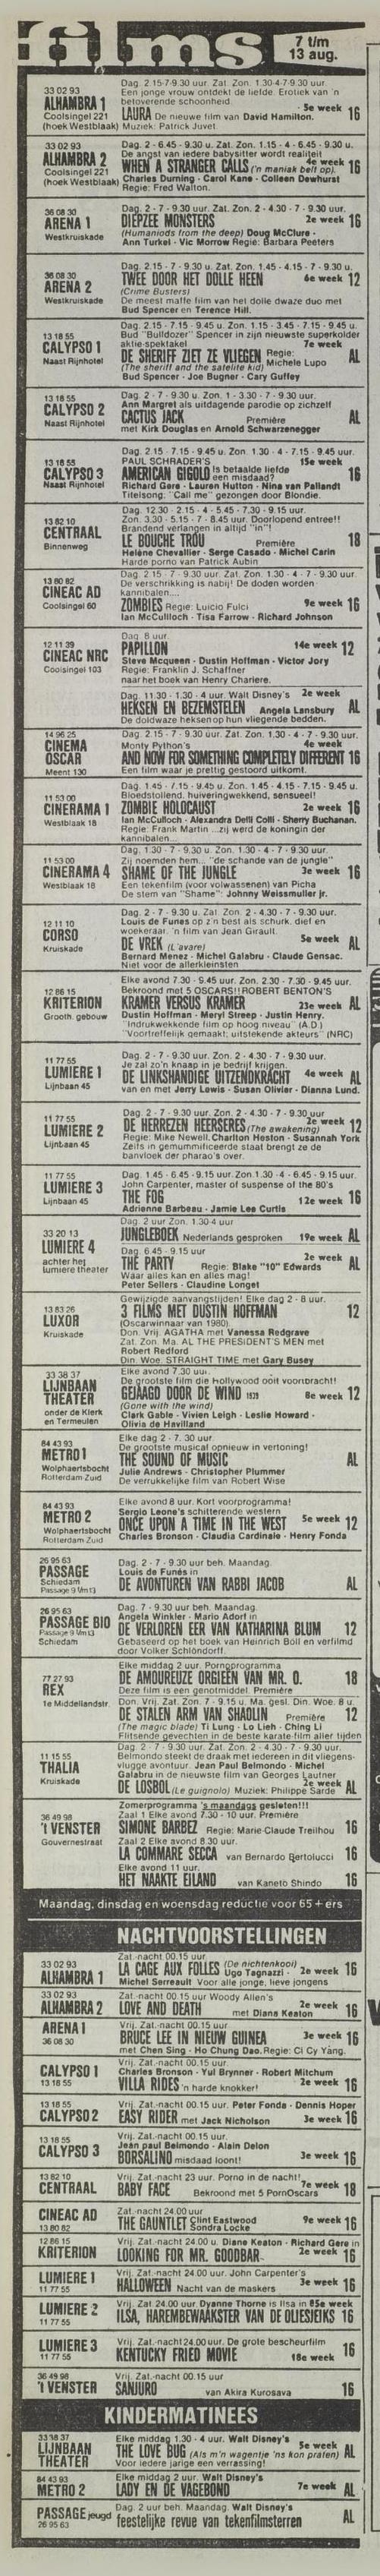 films
7 t/m
13 aug.
33 02 93
ALHAMBRA 1
Coolsingel 221
(hoek Westblaak)
Dag. 2.15-7-9.30 uur. Zat. Zon. 1.30-4-7-9.30 uur.
Een jonge vrouw ontdekt de liefde. Erotiek van 'n
betoverende schoonheid.
5e week 16
LAURA De nieuwe film van David Hamilton.
Muziek: Patrick Juvet.
33 02 93
ALHAMBRA 2
Coolsingel 221
(hoek Westblaak)
Dag. 2 - 6.45 - 9.30 u. Zat. Zon. 1.15 - 4 - 6.45 - 9.30 u.
De angst van iedere babysitter wordt realiteit
4e week 16
WHEN A STRANGER CALLS ('n maniak belt op).
Charles Durning - Carol Kane - Colleen Dewhurst
Regie: Fred Walton.
36 08 30
ARENA 1
Westkruiskade
Dag. 2 - 7 - 9.30 uur. Zat. Zon. 2 - 4.30 - 7 - 9.30 uur.
DIEPZEE MONSTERS 2e week 16
(Humanoids from the deep) Doug McClure -
Ann Turkel - Vic Morrow Regie: Barbara Peeters
36 08 30
ARENA 2
Westkruiskade
Dag. 2.15 - 7 - 9.30 u. Zat. Zon. 1.45 - 4.15 - 7 - 9.30 u.
TWEE DOOR HET DOLLE HEEN 6e week 12
(Crime Busters)
De meest maffe film van het dolle dwaze duo met
Bud Spencer en Terence Hill.
13 18 55
CALYPSO 1
Naast Rijnhotel
Dag. 2.15 - 7.15 - 9.45 u. Zon. 1.15 - 3.45 - 7.15 - 9.45 u.
Bud "Bulldozer" Spencer in zijn nieuwste superkolder
aktie-spektakel 7e week
DE SHERIFF ZIET ZE VLIEGEN Regie: Michele Lupo AL
(The sheriff and the satelite kid)
Bud Spencer - Joe Bugner - Cary Guffey
13 18 55
CALYPSO 2
Naast Rijnhotel
Dag. 2 - 7 - 9.30 u. Zon. 1 - 3.30 - 7 - 9.30 uur.
Ann Margret als uitdagende parodie op zichzelf
CACTUS JACK Première AL
met Kirk Douglas en Arnold Schwarzenegger
13 18 55
CALYPSO 3
Naast Rijnhotel
Dag. 2.15 - 7.15 - 9.45 u. Zon. 1.30 - 4 - 7.15 - 9.45 uur.
PAUL SCHRADER'S 15e week
AMERICAN GIGOLO Is betaalde liefde een misdaad? 16
Richard Gere - Lauren Hutton - Nina van Pallandt
Titelsong: "Call me" gezongen door Blondie.
13 82 10
CENTRAAL
Binnenweg
Dag. 12.30 - 2.15 - 4 - 5.45 - 7.30 - 9.15 uur.
Zon. 3.30 - 5.15 - 7 - 8.45 uur. Doorlopend entree!!
Brandend verlangen in altijd "in"!
LE BOUCHE TROU Première 18
Helène Chevallier - Serge Casado - Michel Carin
Harde porno van Patrick Aubin
13 80 82
CINEAC AD
Coolsingel 60
Dag. 2.15 - 7 - 9.30 uur. Zat. Zon. 1.30 - 4 - 7 - 9.30 uur.
De verschrikking is nabij! De doden worden
kannibalen....
ZOMBIES Regie: Luicio Fulci 9e week 16
Ian McCulloch - Tisa Farrow - Richard Johnson
12 11 39
CINEAC NRC
Coolsingel 103
Dag. 8 uur.
PAPILLON 14e week 12
Steve Mcqueen - Dustin Hoffman - Victor Jory
Regie: Franklin J. Schaffner
naar het boek van Henry Charière.
Dag. 11.30 - 1.30 - 4 uur. Walt Disney's 2e week
HEKSEN EN BEZEMSTELEN Angela Lansbury AL
De doldwaze heksen op hun vliegende bedden.
14 96 25
CINEMA
OSCAR
Meent 130
Dag. 2.15 - 7 - 9.30 uur. Zat. Zon. 1.30 - 4 - 7 - 9.30 uur.
Monty Python's 4e week
AND NOW FOR SOMETHING COMPLETELY DIFFERENT 16
Een film waar je prettig gestoord uitkomt.
11 53 00
CINERAMA 1
Westblaak 18
Dag. 1.45 - 7.15 - 9.45 u. Zon. 1.45 - 4.15 - 7.15 - 9.45 u.
Bloedstollend, huiveringwekkend, sensueel!
ZOMBIE HOLOCAUST 2e week 16
Ian McCulloch - Alexandra Delli Colli - Sherry Buchanan.
Regie: Frank Martin ...zij werd de koningin der
kannibalen...
11 53 00
CINERAMA 4
Westblaak 18
Dag. 1.30 - 7 - 9.30 u. Zon. 1.30 - 4 - 7 - 9.30 uur.
Zij noemden hem... "de schande van de jungle"
SHAME OF THE JUNGLE 3e week 16
Een tekenfilm (voor volwassenen) van Picha
De stem van "Shame": Johnny Weissmuller jr.
12 11 10
CORSO
Kruiskade
Dag. 2 - 7 - 9.30 u. Zat. Zon. 2 - 4.30 - 7 - 9.30 uur.
Louis de Funes op z'n best als schurk, dief en
woekeraar. 'n film van Jean Girault.
DE VREK (L'avare) 5e week AL
Bernard Menez - Michel Galabru - Claude Gensac.
Niet voor de allerkleinsten
12 86 15
KRITERION
Grooth. gebouw
Elke avond 7.30 - 9.45 uur. Zon. 2.30 - 7.30 - 9.45 uur.
Bekroond met 5 OSCARS!! ROBERT BENTON'S
KRAMER VERSUS KRAMER 23e week AL
Dustin Hoffman - Meryl Streep - Justin Henry.
"Indrukwekkende film op hoog niveau" (A.D.)
"Voortreffelijk gemaakt; uitstekende akteurs" (NRC)
11 77 55
LUMIERE 1
Lijnbaan 45
Dag. 2 - 7 - 9.30 uur. Zon. 2 - 4.30 - 7 - 9.30 uur.
Je zal zo'n knaap in je bedrijf krijgen.
DE LINKSHANDIGE UITZENDKRACHT 4e week AL
van en met Jerry Lewis - Susan Olivier - Dianna Lund.
11 77 55
LUMIERE 2
Lijnbaan 45
Dag. 2 - 7 - 9.30 uur. Zon. 2 - 4.30 - 7 - 9.30 uur
DE HERREZEN HEERSERES (The awakening) 2e week 12
Regie: Mike Newell. Charlton Heston - Susannah York
Zelfs in gemummificeerde staat brengt ze de
banvloek der pharao's over.
11 77 55
LUMIERE 3
Lijnbaan 45
Dag. 1.45 - 6.45 - 9.15 uur. Zon. 1.30 - 4 - 6.45 - 9.15 uur.
John Carpenter, master of suspense of the 80's
THE FOG 12e week 16
Adrienne Barbeau - Jamie Lee Curtis
33 20 13
LUMIERE 4
achter het
lumiere theater
Dag. 2 uur Zon. 1.30-4 uur
JUNGLEBOEK Nederlands gesproken 19e week AL
Dag. 6.45 - 9.15 uur 2e week
THE PARTY Regie: Blake "10" Edwards AL
Waar alles kan en alles mag!
Peter Sellers - Claudine Longet
13 83 26
LUXOR
Kruiskade
Gewijzigde aanvangstijden! Elke dag 2 - 8 uur.
3 FILMS MET DUSTIN HOFFMAN 12
(Oscarwinnaar van 1980).
Don. Vrij. AGATHA met Vanessa Redgrave
Zat. Zon. Ma. AL THE PRESIDENT'S MEN met
Robert Redford
Din. Woe. STRAIGHT TIME met Gary Busey
33 38 37
LIJNBAAN
THEATER
onder de Klerk
en Termeulen
Elke avond 7.30 uur.
De grootste film die Hollywood ooit voortbracht!
GEJAAGD DOOR DE WIND 1939 8e week 12
(Gone with the wind)
Clark Gable - Vivien Leigh - Leslie Howard -
Olivia de Havilland
84 43 93
METRO 1
Wolphaertsbocht
Rotterdam-Zuid
Elke dag 2 - 7.30 uur.
De grootste musical opnieuw in vertoning!
THE SOUND OF MUSIC AL
Julie Andrews - Christopher Plummer
De verrukkelijke film van Robert Wise
84 43 93
METRO 2
Wolphaertsbocht
Rotterdam-Zuid
Elke avond 8 uur. Kort voorprogramma!
Sergio Leone's schitterende western
ONCE UPON A TIME IN THE WEST 5e week 12
Charles Bronson - Claudia Cardinale - Henry Fonda
26 95 63
PASSAGE
Schiedam
Passage 9 t/m 13
Dag. 2 - 7 - 9.30 uur beh. Maandag.
Louis de Funès in
DE AVONTUREN VAN RABBI JACOB AL
26 95 63
PASSAGE BIO
Passage 9 t/m 13
Schiedam
Dag. 7 - 9.30 uur beh. Maandag.
Angela Winkler - Mario Adorf in
DE VERLOREN EER VAN KATHARINA BLUM 12
Gebaseerd op het boek van Heinrich Böll en verfilmd
door Volker Schlöndorff.
77 27 93
REX
1e Middellandstr.
Elke middag 2 uur. Pornoprogramma
DE AMOUREUZE ORGIEËN VAN MR. O. 18
Deze film is een genotmiddel. Première
Don. Vrij. Zat. Zon. 7 - 9.15 u. Ma. gesl. Din. Woe. 8 u.
DE STALEN ARM VAN SHAOLIN Première 12
(The magic blade) Ti Lung - Lo Lieh - Ching Li
Flitsende gevechten in de beste karate-film aller tijden
11 15 55
THALIA
Kruiskade
Dag. 2 - 7 - 9.30 uur. Zat. Zon. 2 - 4.30 - 7 - 9.30 uur.
Belmondo steekt de draak met iedereen in dit vliegens-
vlugge avontuur. Jean Paul Belmondo - Michel
Galabru in de nieuwste film van Georges Lautner
DE LOSBOL (Le guignolo) Muziek: Philippe Sarde 2e week AL
36 49 98
't VENSTER
Gouvernestraat
Zomerprogramma 's maandags gesloten!!!
Zaal 1 Elke avond 7.30 - 10 uur. Première
SIMONE BARBEZ Regie: Marie-Claude Treilhou 16
Zaal 2 Elke avond 8.30 uur.
LA COMMARE SECCA van Bernardo Bertolucci 16
Elke avond 11 uur.
HET NAAKTE EILAND van Kaneto Shindo 16
Maandag, dinsdag en woensdag reductie voor 65 + ers
NACHTVOORSTELLINGEN
33 02 93
ALHAMBRA 1
Zat.-nacht 00.15 uur.
LA CAGE AUX FOLLES (De nichtenkooi) Ugo Tagnazzi - 2e week 16
Michel Serreault Voor alle jonge, lieve jongens
33 02 93
ALHAMBRA 2
Zat.-nacht 00.15 uur Woody Allen's
LOVE AND DEATH met Diana Keaton 2e week 16
ARENA 1
36 08 30
Vrij. Zat.-nacht 00.15 uur.
BRUCE LEE IN NIEUW GUINEA 3e week 16
met Chen Sing - Ho Chung Dao. Regie: Ci Cy Yang.
CALYPSO 1
13 18 55
Vrij. Zat.-nacht 00.15 uur.
Charles Bronson - Yul Brynner - Robert Mitchum
VILLA RIDES 'n harde knokker! 2e week 16
13 18 55
CALYPSO 2
Vrij. Zat.-nacht 00.15 uur. Peter Fonda - Dennis Hoper
EASY RIDER met Jack Nicholson 3e week 16
13 18 55
CALYPSO 3
Vrij. Zat.-nacht 00.15 uur.
Jean paul Belmondo - Alain Delon
BORSALINO misdaad loont! 3e week 16
13 82 10
CENTRAAL
Vrij. Zat.-nacht 23 uur. Porno in de nacht!
BABY FACE Bekroond met 5 PornOscars 7e week 18
CINEAC AD
13 80 82
Zat.-nacht 24.00 uur
THE GAUNTLET Clint Eastwood Sondra Locke 9e week 16
12 86 15
KRITERION
Vrij. Zat.-nacht 24.00 u. Diane Keaton - Richard Gere in
LOOKING FOR MR. GOODBAR 2e week 16
LUMIERE 1
11 77 55
Vrij. Zat.-nacht 24.00 uur. John Carpenter's
HALLOWEEN Nacht van de maskers 3e week 16
LUMIERE 2
11 77 55
Vrij. Zat. 24.00 uur. Dyanne Thorne is Ilsa in 85e week
ILSA, HAREMBEWAAKSTER VAN DE OLIESJEIKS 16
LUMIERE 3
11 77 55
Vrij. Zat.-nacht 24.00 uur. De grote bescheurfilm
KENTUCKY FRIED MOVIE 18e week 16
36 49 98
't VENSTER
Vrij. Zat.-nacht 00.15 uur
SANJURO van Akira Kurosava 16
KINDERMATINEES
33 38 37
LIJNBAAN
THEATER
Elke middag 1.30 - 4 uur. Walt Disney's
THE LOVE BUG (Als m'n wagentje 'ns kon praten) 5e week AL
Voor iedere jarige een verrassing!
84 43 93
METRO 2
Elke middag 2 uur. Walt Disney's
LADY EN DE VAGEBOND 7e week AL
PASSAGE jeugd
26 95 63
Dag. 2 uur beh. Maandag. Walt Disney's
feestelijke revue van tekenfilmsterren AL